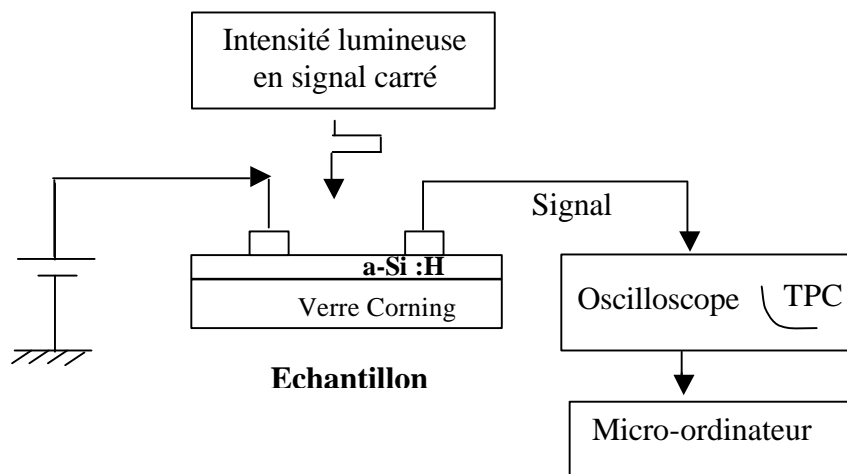 Intensité lumineuse
en signal carré
Signal
a-Si :H
Verre Corning
Oscilloscope
TPC
Echantillon
Micro-ordinateur